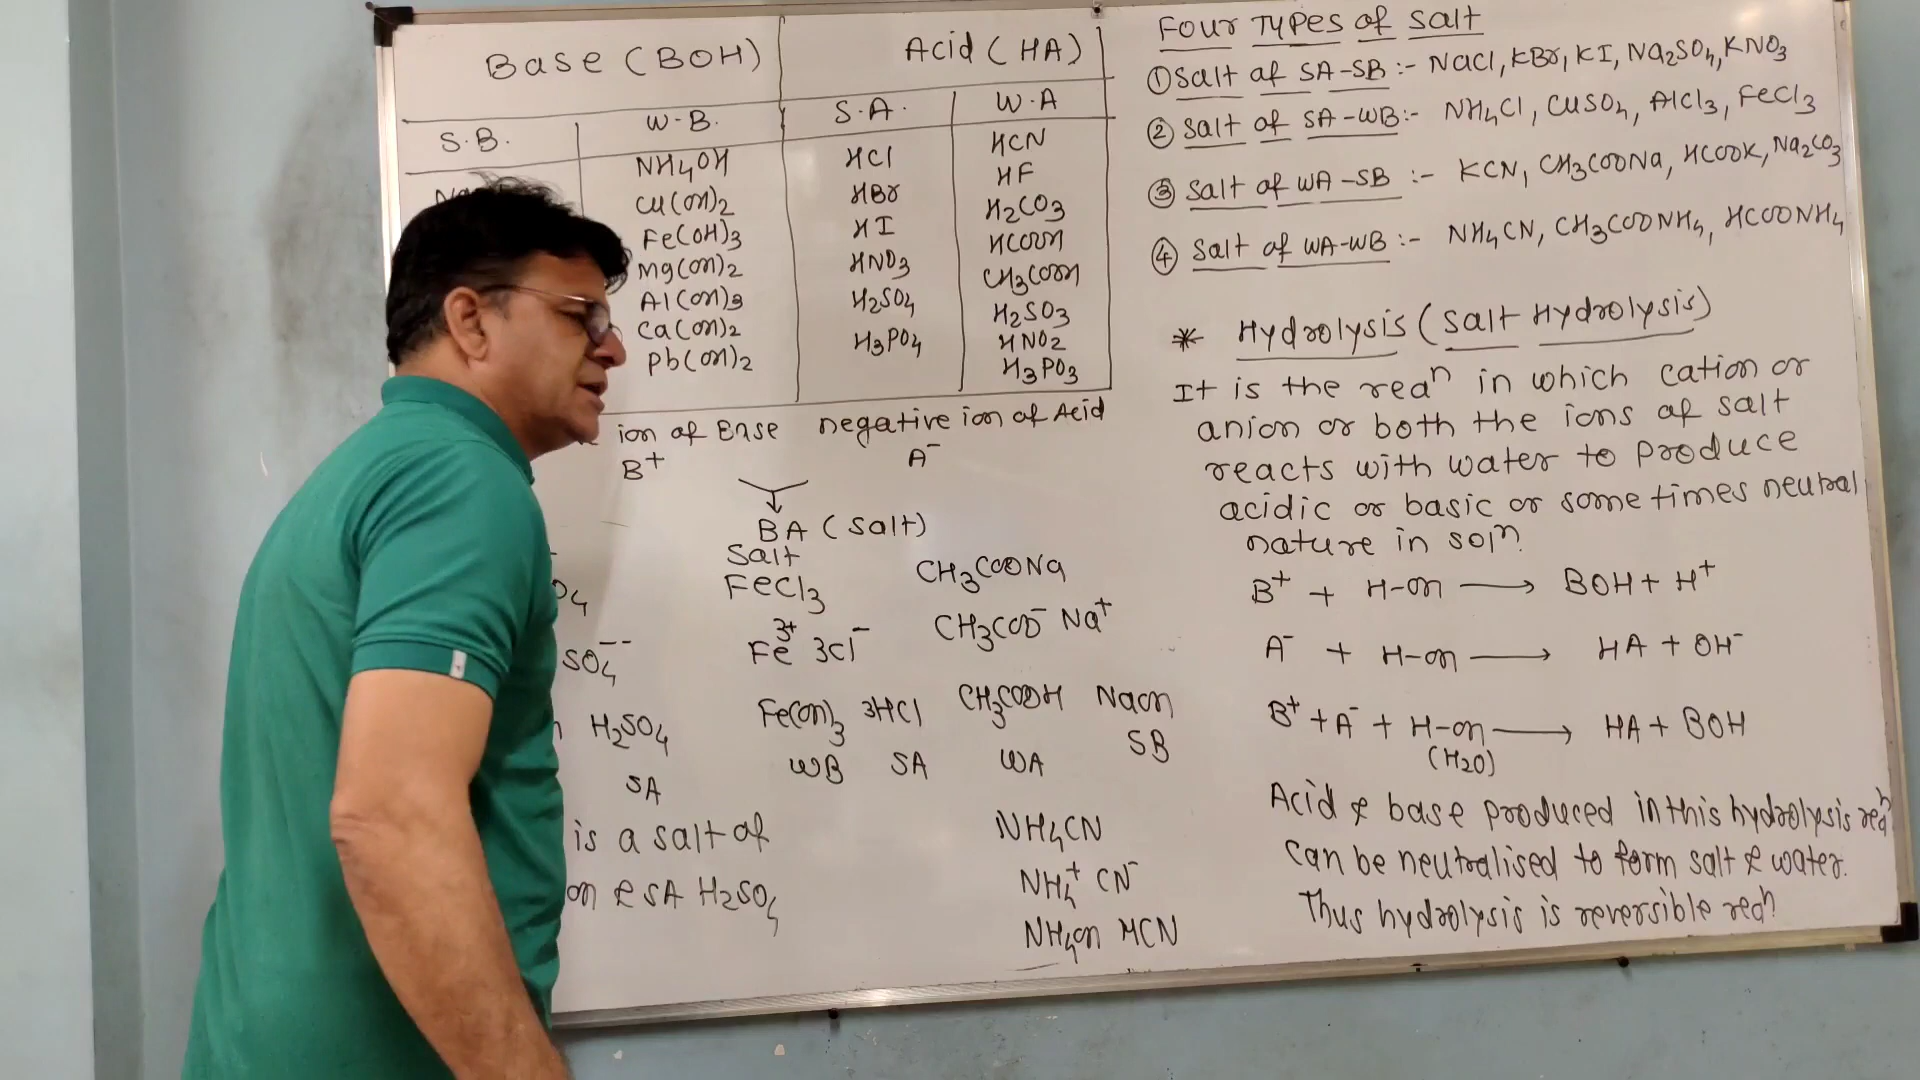 Base (BOH)
Acid (HA)
S.B.
W.B.
S.A.
W.A
NH4OH
Cu(OH)2
Fe(OH)3
Mg(OH)2
Al(OH)3
Ca(OH)2
Pb(OH)2
HCl
HBr
HI
HNO3
H2SO4
H3PO4
HCN
HF
H2CO3
HCOOH
CH3COOH
H2SO3
HNO2
H3PO3
ion of Base negative ion of Acid
B+ A-
BA (salt)
Salt
FeCl3 CH3COONa
Fe3+ 3Cl- CH3COO- Na+
SO4--
H2SO4 Fe(OH)3 3HCl CH3COOH NaOH
SA WB SA WA SB
is a salt of
OH & SA H2SO4
NH4CN
NH4+ CN-
NH4OH HCN
Four Types of Salt
① Salt of SA-SB :- NaCl, KBr, KI, Na2SO4, KNO3
② Salt of SA-WB:- NH4Cl, CuSO4, AlCl3, FeCl3
③ Salt of WA-SB :- KCN, CH3COONa, HCOOK, Na2CO3
④ Salt of WA-WB :- NH4CN, CH3COONH4, HCOONH4
* Hydrolysis (Salt Hydrolysis)
It is the reaⁿ in which cation or
anion or both the ions of salt
reacts with water to produce
acidic or basic or some times neutral
nature in solⁿ.
B+ + H-OH ⟶ BOH + H+
A- + H-OH ⟶ HA + OH-
B+ + A- + H-OH ⟶ HA + BOH
(H2O)
Acid & base produced in this hydrolysis reaⁿ
can be neutralised to form salt & water.
Thus hydrolysis is reversible reaⁿ.